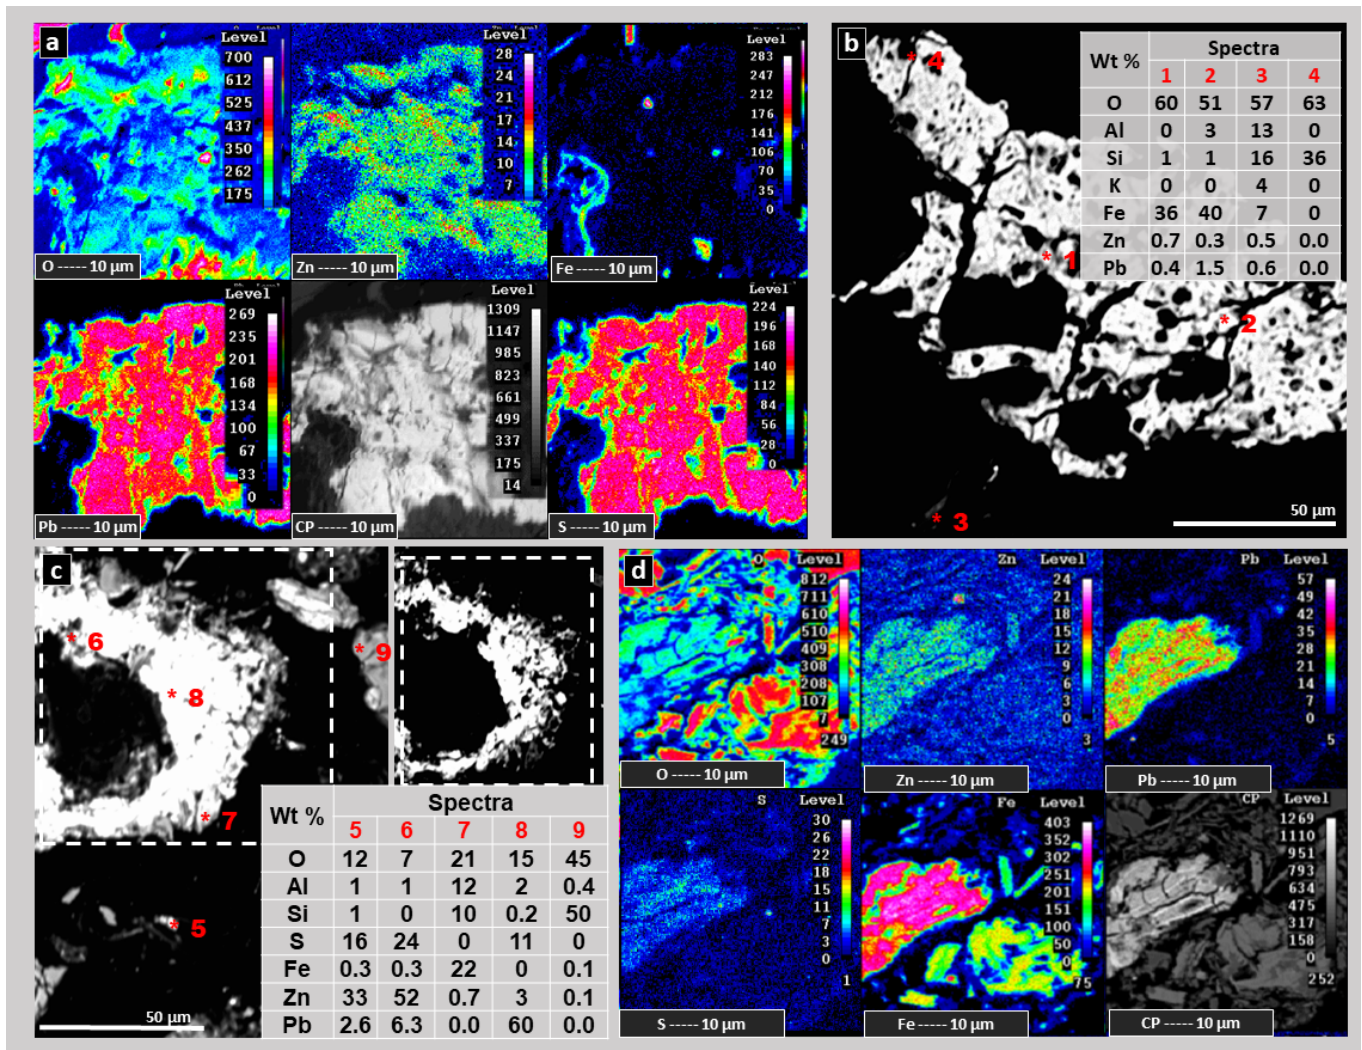 a
Level
700
612
525
437
350
262
175
O ----- 10 µm
Level
28
24
21
17
14
10
7
Zn ----- 10 µm
Level
283
247
212
176
141
106
70
35
0
Fe ----- 10 µm
Level
269
235
201
168
134
100
67
33
0
Pb ----- 10 µm
Level
1309
1147
985
823
661
499
337
175
14
CP ----- 10 µm
Level
224
196
168
140
112
84
56
28
0
S ----- 10 µm
b
Wt % Spectra
1 2 3 4
O 60 51 57 63
Al 0 3 13 0
Si 1 1 16 36
K 0 0 4 0
Fe 36 40 7 0
Zn 0.7 0.3 0.5 0.0
Pb 0.4 1.5 0.6 0.0
* 4
* 1
* 2
* 3
50 µm
c
* 6
* 9
* 8
* 7
* 5
50 µm
Wt % Spectra
5 6 7 8 9
O 12 7 21 15 45
Al 1 1 12 2 0.4
Si 1 0 10 0.2 50
S 16 24 0 11 0
Fe 0.3 0.3 22 0 0.1
Zn 33 52 0.7 3 0.1
Pb 2.6 6.3 0.0 60 0.0
d
O Level
812
711
610
510
409
308
208
107
7
249
O ----- 10 µm
Zn Level
24
21
18
15
12
9
6
3
0
3
Zn ----- 10 µm
Pb Level
57
49
42
35
28
21
14
7
0
5
Pb ----- 10 µm
S Level
30
26
22
18
15
11
7
3
0
1
S ----- 10 µm
Fe Level
403
352
302
251
201
151
100
50
0
75
Fe ----- 10 µm
CP Level
1269
1110
951
793
634
475
317
158
0
252
CP ----- 10 µm